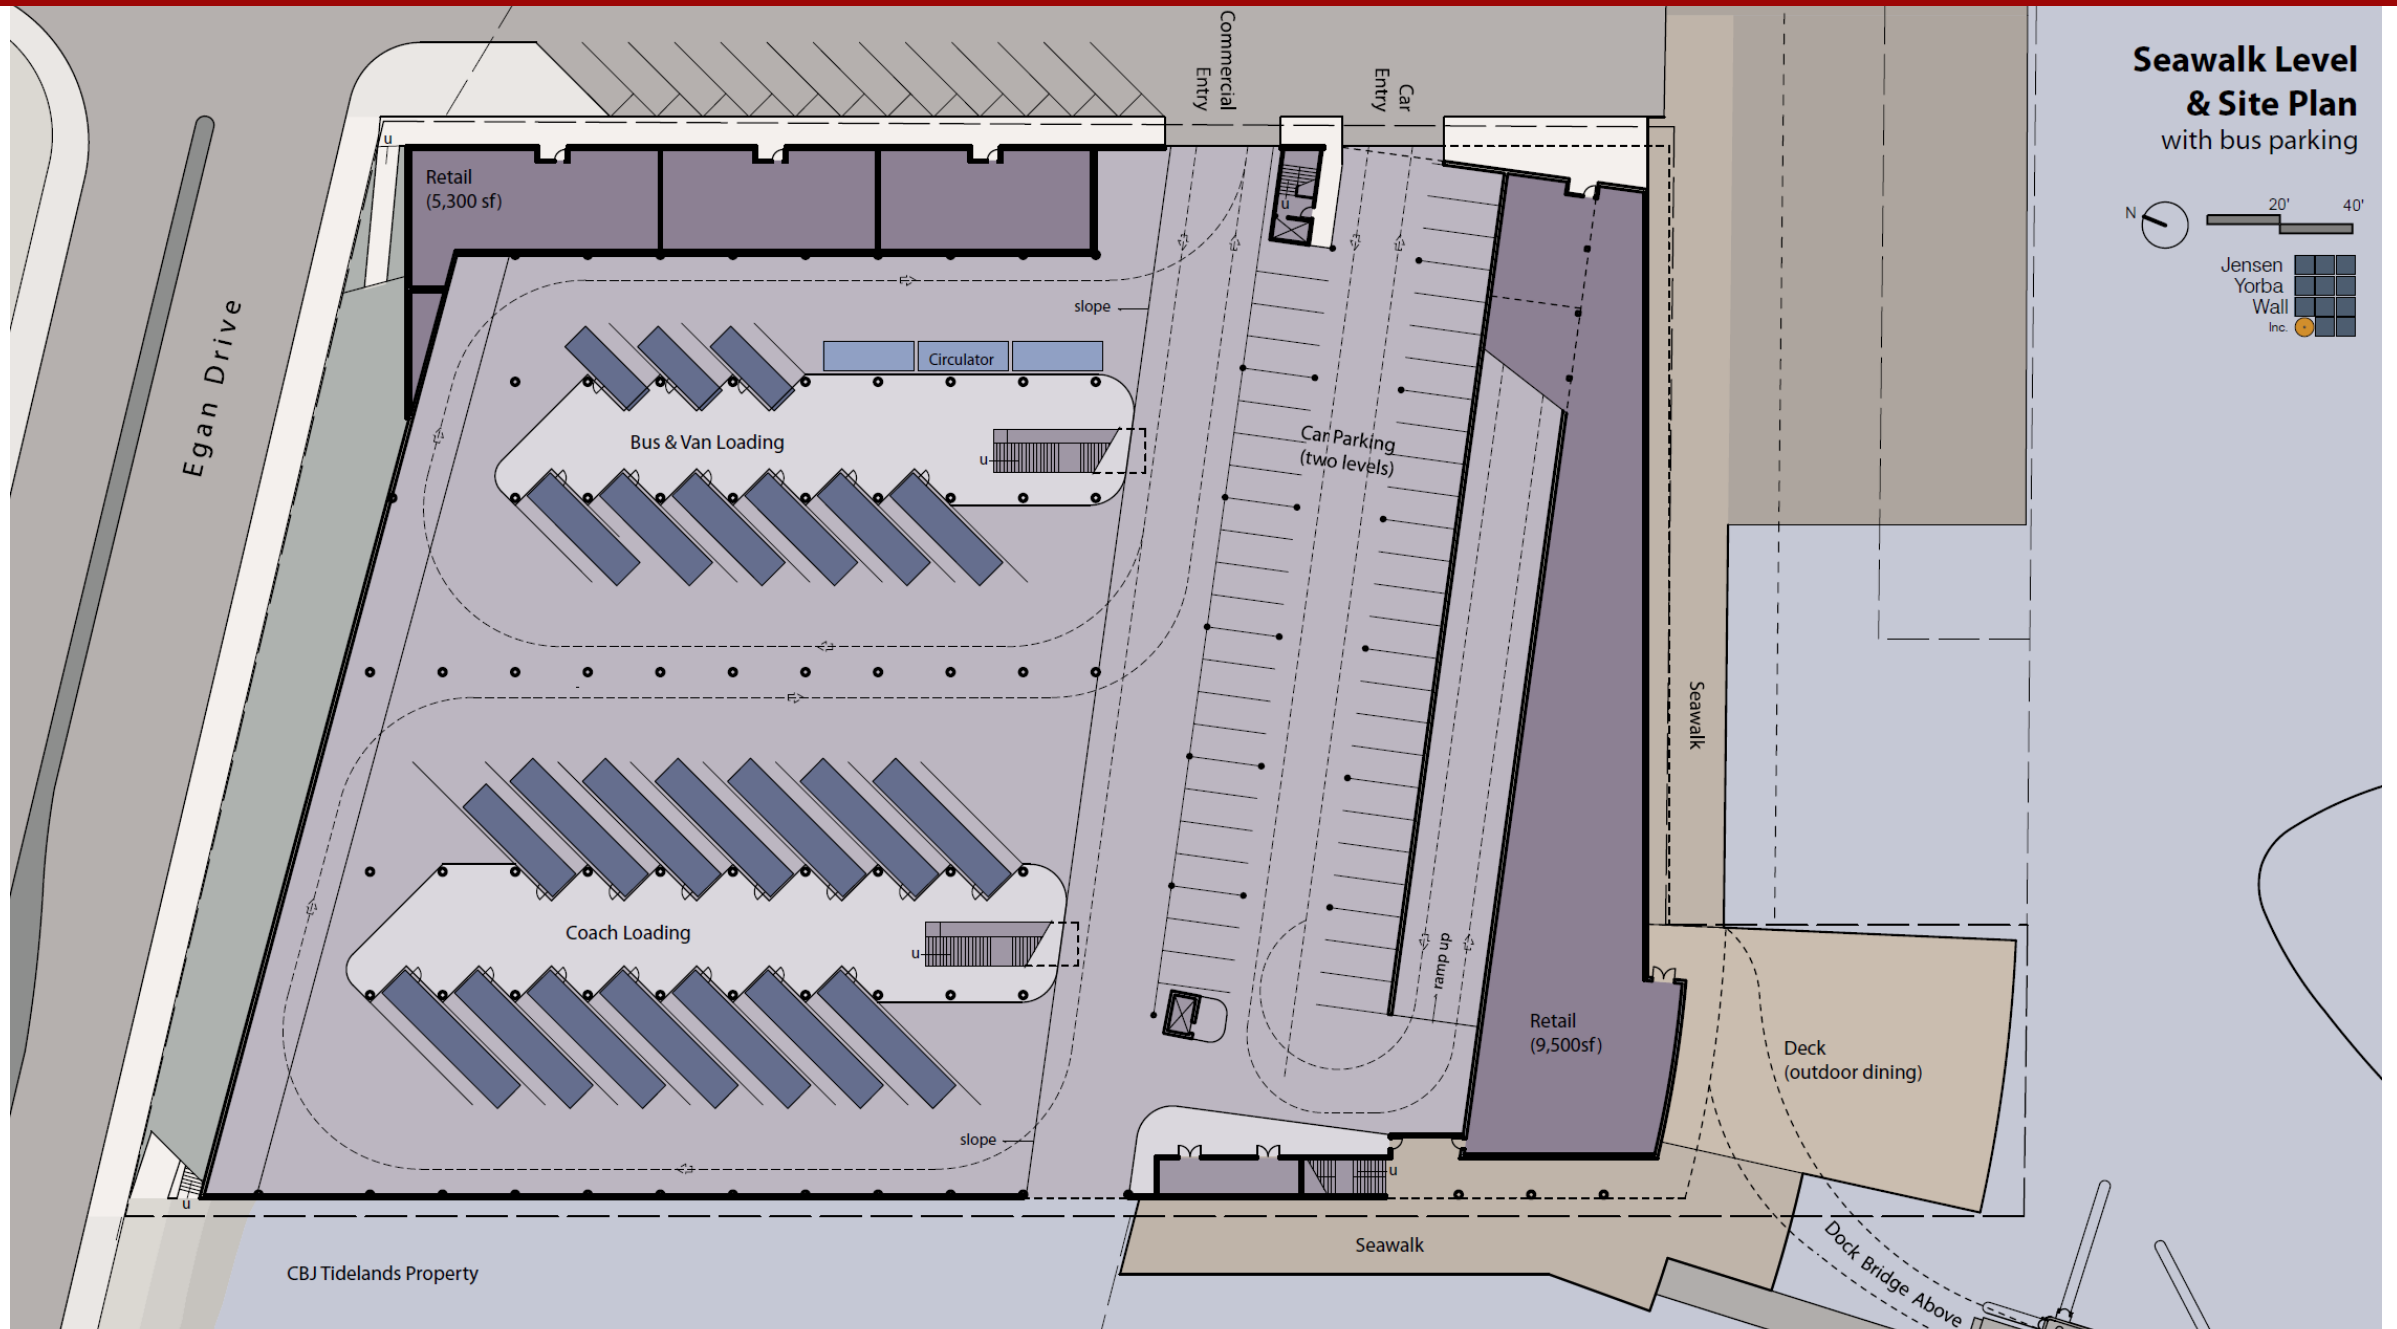 Seawalk Level
& Site Plan
with bus parking
N
20'
40'
Jensen
Yorba
Wall
Inc.
Commercial
Entry
Car
Entry
u
Retail
(5,300 sf)
u
Egan Drive
slope
Circulator
Bus & Van Loading
u
Car Parking
(two levels)
Seawalk
Coach Loading
u
ramp up
Retail
(9,500sf)
Deck
(outdoor dining)
slope
u
u
Seawalk
Dock Bridge Above
CBJ Tidelands Property